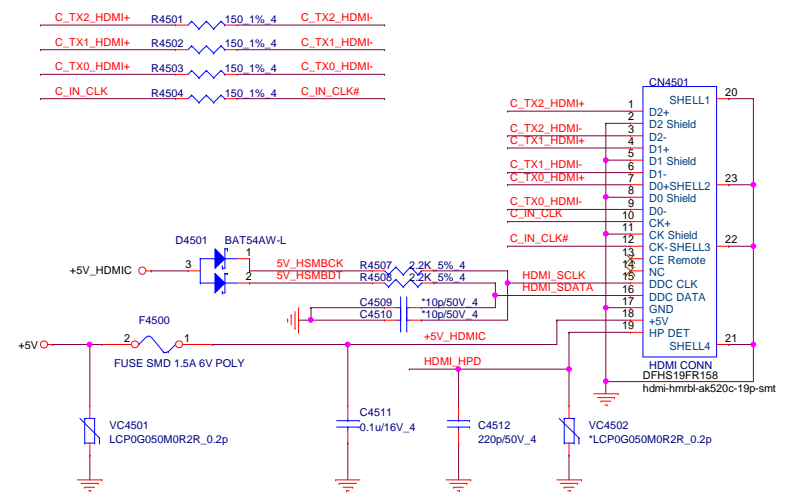 C_TX2_HDMI+ R4501 150_1%_4 C_TX2_HDMI-
C_TX1_HDMI+ R4502 150_1%_4 C_TX1_HDMI-
C_TX0_HDMI+ R4503 150_1%_4 C_TX0_HDMI-
C_IN_CLK R4504 150_1%_4 C_IN_CLK#
CN4501
SHELL1 20
C_TX2_HDMI+ 1 D2+
2 D2 Shield
C_TX2_HDMI- 3 D2-
C_TX1_HDMI+ 4 D1+
5 D1 Shield
C_TX1_HDMI- 6 D1-
C_TX0_HDMI+ 7 D0+ SHELL2 23
8 D0 Shield
C_TX0_HDMI- 9 D0-
C_IN_CLK 10 CK+
11 CK Shield
C_IN_CLK# 12 CK- SHELL3 22
13 CE Remote
14 NC
HDMI_SCLK 15 DDC CLK
HDMI_SDATA 16 DDC DATA
17 GND
18 +5V
19 HP DET
SHELL4 21
HDMI CONN
DFHS19FR158
hdmi-hmrbl-ak520c-19p-smt
D4501 BAT54AW-L
+5V_HDMIC 3
1 5V_HSMBCK R4507 2.2K_5%_4
2 5V_HSMBDT R4508 2.2K_5%_4
C4509 *10p/50V_4
C4510 *10p/50V_4
F4500
+5V 2 1 +5V_HDMIC
FUSE SMD 1.5A 6V POLY
HDMI_HPD
VC4501
LCP0G050M0R2R_0.2p
C4511
0.1u/16V_4
C4512
220p/50V_4
VC4502
*LCP0G050M0R2R_0.2p